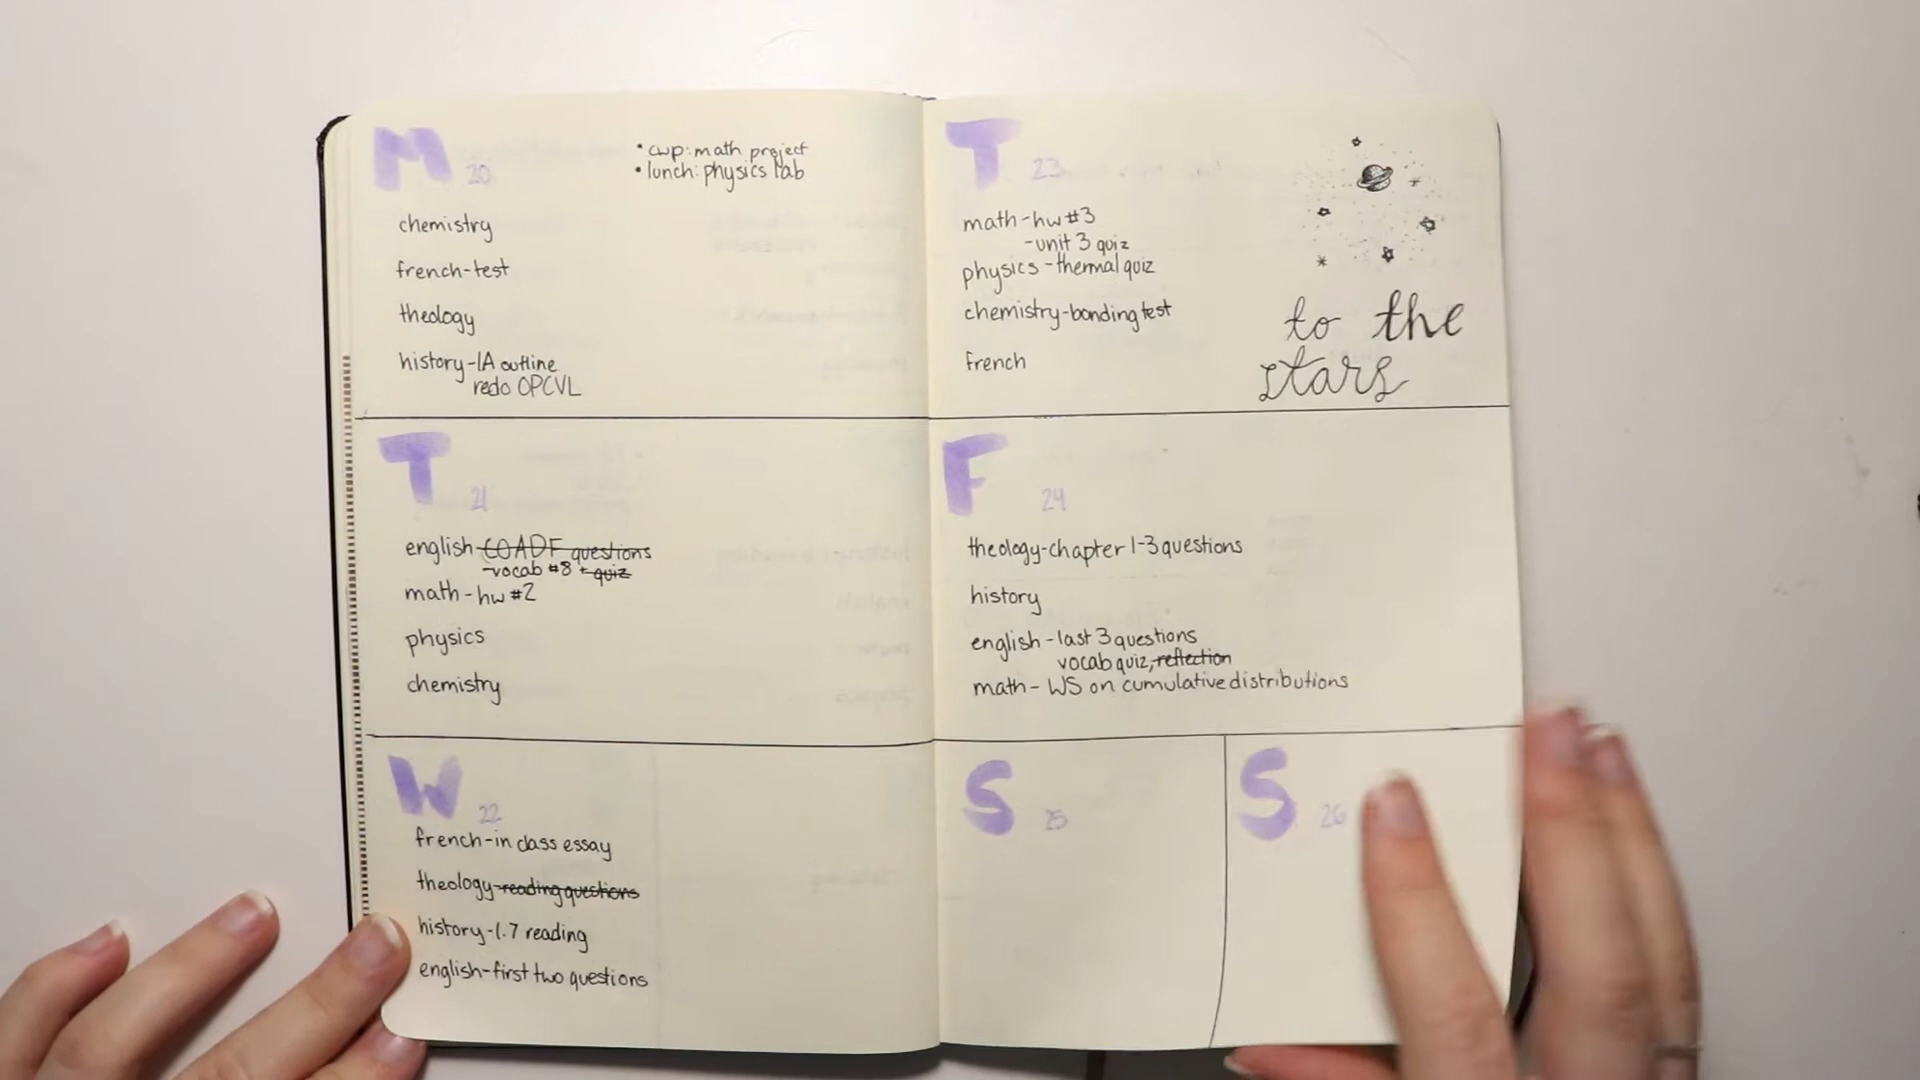 M 20
• cwp: math project
• lunch: physics lab
chemistry
french-test
theology
history-IA outline
redo OPCVL
T 21
english-COADF questions
-vocab #8 + quiz
math-hw #2
physics
chemistry
W 22
french-in class essay
theology-reading questions
history-1.7 reading
english-first two questions
T 23
math-hw #3
-unit 3 quiz
physics-thermal quiz
chemistry-bonding test
french
to the
stars
F 24
theology-chapter 1-3 questions
history
english-last 3 questions
vocab quiz, reflection
math- WS on cumulative distributions
S 25
S 26